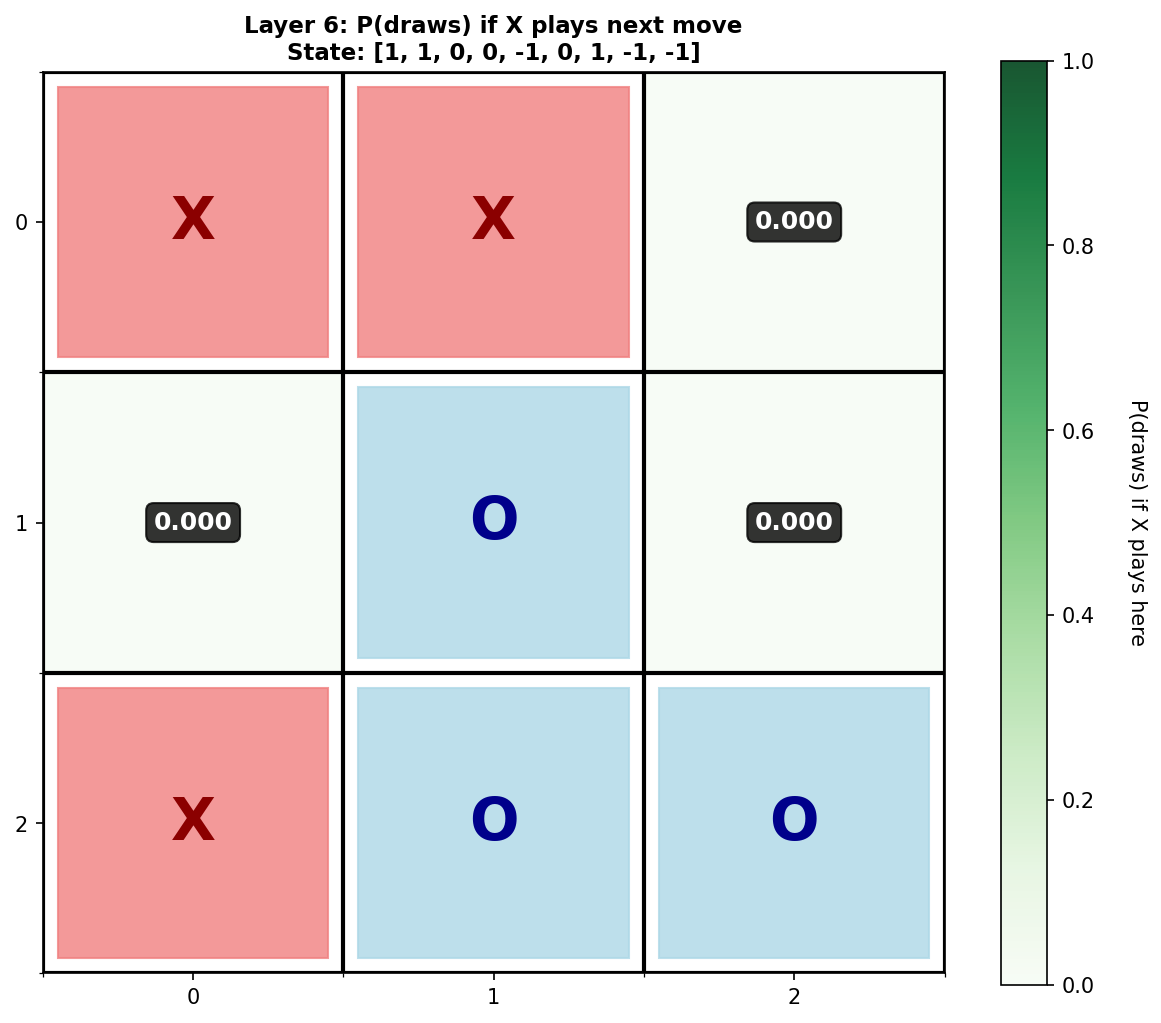 Layer 6: P(draws) if X plays next move
State: [1, 1, 0, 0, -1, 0, 1, -1, -1]
0
X
X
0.000
1
0.000
O
0.000
2
X
O
O
0
1
2
1.0
0.8
0.6
0.4
0.2
0.0
P(draws) if X plays here